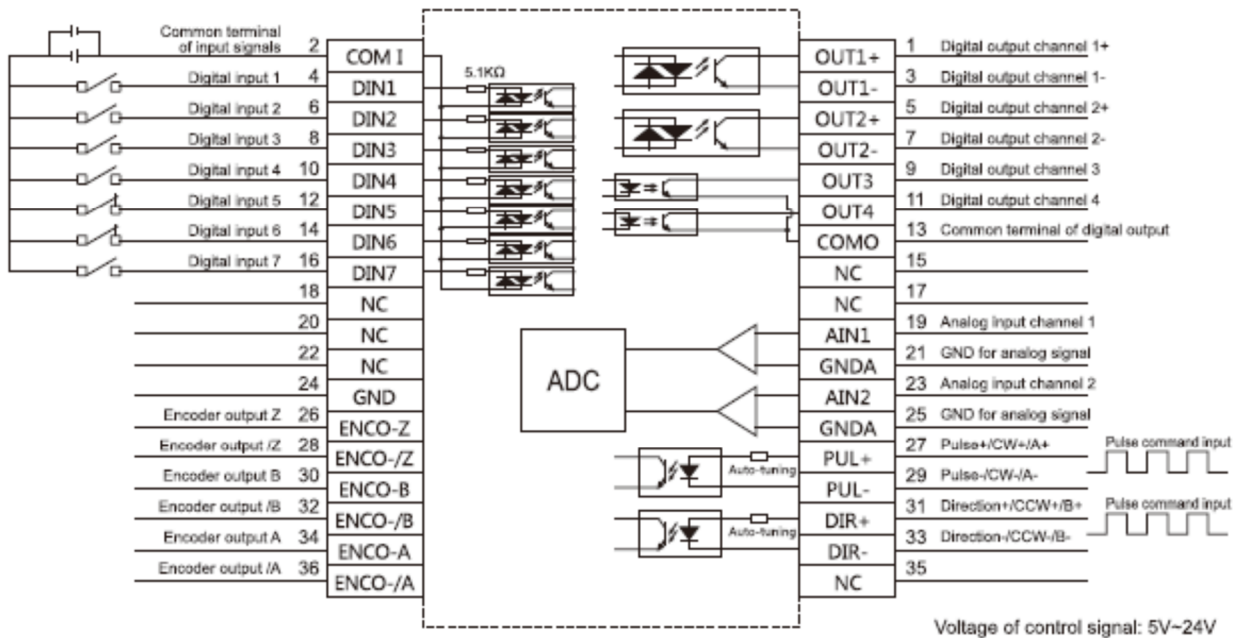 Common terminal
of input signals 2 COM I
Digital input 1 4 DIN1
Digital input 2 6 DIN2
Digital input 3 8 DIN3
Digital input 4 10 DIN4
Digital input 5 12 DIN5
Digital input 6 14 DIN6
Digital input 7 16 DIN7
18 NC
20 NC
22 NC
24 GND
Encoder output Z 26 ENCO-Z
Encoder output /Z 28 ENCO-/Z
Encoder output B 30 ENCO-B
Encoder output /B 32 ENCO-/B
Encoder output A 34 ENCO-A
Encoder output /A 36 ENCO-/A
5.1KΩ
ADC
Auto-tuning
Auto-tuning
OUT1+ 1 Digital output channel 1+
OUT1- 3 Digital output channel 1-
OUT2+ 5 Digital output channel 2+
OUT2- 7 Digital output channel 2-
OUT3 9 Digital output channel 3
OUT4 11 Digital output channel 4
COMO 13 Common terminal of digital output
NC 15
NC 17
AIN1 19 Analog input channel 1
GNDA 21 GND for analog signal
AIN2 23 Analog input channel 2
GNDA 25 GND for analog signal
PUL+ 27 Pulse+/CW+/A+ Pulse command input
PUL- 29 Pulse-/CW-/A-
DIR+ 31 Direction+/CCW+/B+ Pulse command input
DIR- 33 Direction-/CCW-/B-
NC 35
Voltage of control signal: 5V~24V